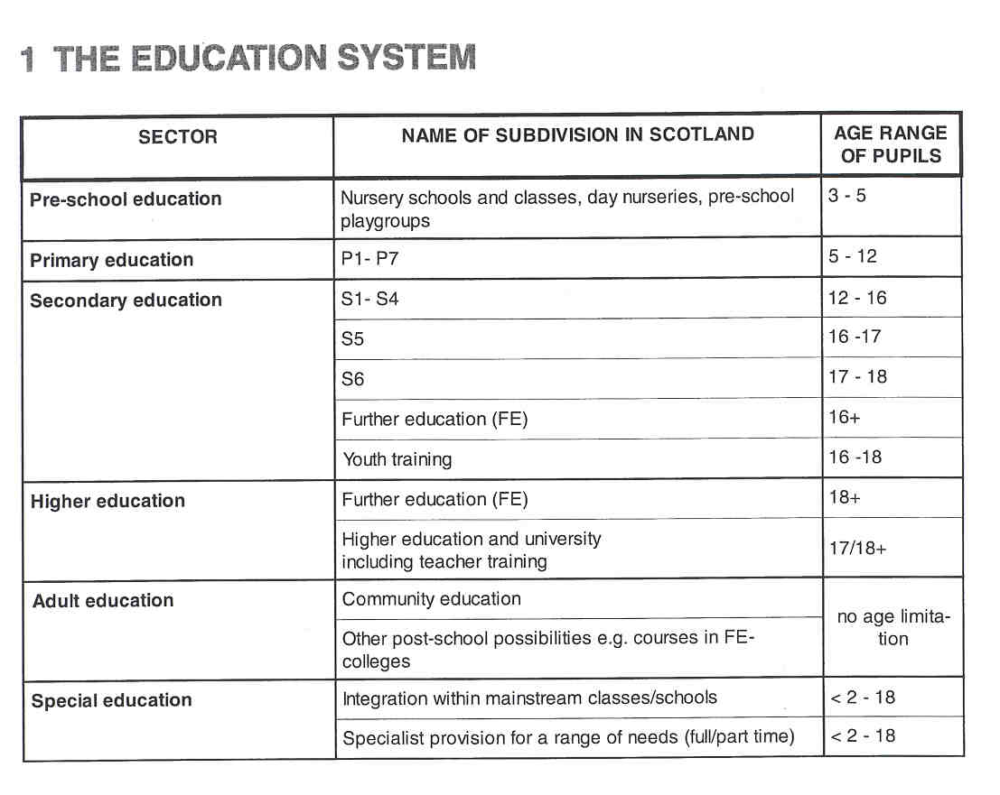 1 THE EDUCATION SYSTEM
SECTOR
NAME OF SUBDIVISION IN SCOTLAND
AGE RANGE
OF PUPILS
Pre-school education
Nursery schools and classes, day nurseries, pre-school
playgroups
3 - 5
Primary education
P1- P7
5 - 12
Secondary education
S1- S4
12 - 16
S5
16 -17
S6
17 - 18
Further education (FE)
16+
Youth training
16 -18
Higher education
Further education (FE)
18+
Higher education and university
including teacher training
17/18+
Adult education
Community education
Other post-school possibilities e.g. courses in FE-
colleges
no age limita-
tion
Special education
Integration within mainstream classes/schools
< 2 - 18
Specialist provision for a range of needs (full/part time)
< 2 - 18